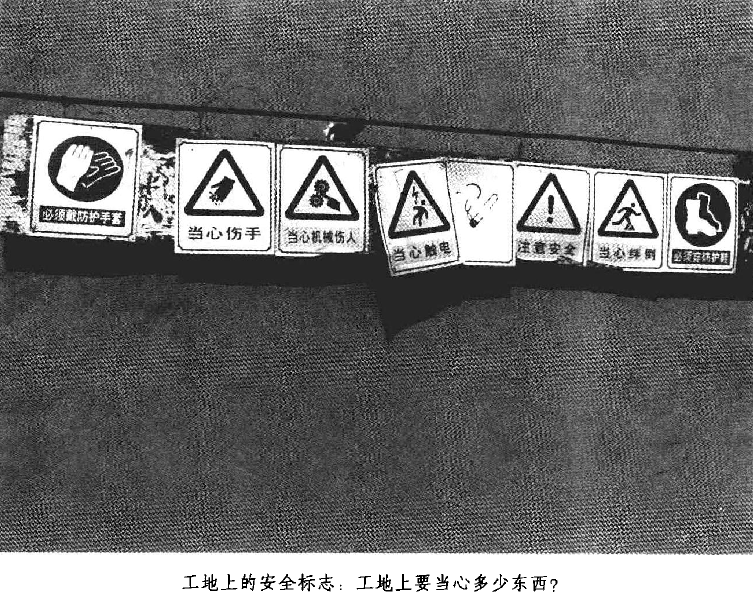 必须戴防护手套
当心伤手
当心机械伤人
当心触电
注意安全
当心绊倒
必须穿防护鞋
工地上的安全标志：工地上要当心多少东西？